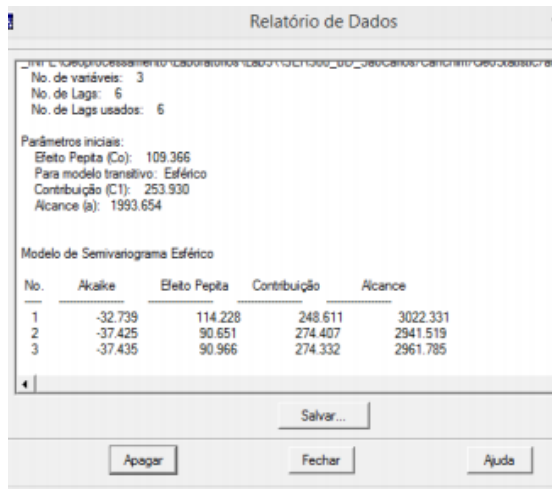 Relatório de Dados
No. de variáveis: 3
No. de Lags: 6
No. de Lags usados: 6
Parâmetros iniciais:
Efeito Pepita (Co): 109.366
Para modelo transitivo: Esférico
Contribuição (C1): 253.930
Alcance (a): 1993.654
Modelo de Semivariograma Esférico
No. Akaike Efeito Pepita Contribuição Alcance
1 -32.739 114.228 248.611 3022.331
2 -37.425 90.651 274.407 2941.519
3 -37.435 90.966 274.332 2961.785
Salvar...
Apagar Fechar Ajuda